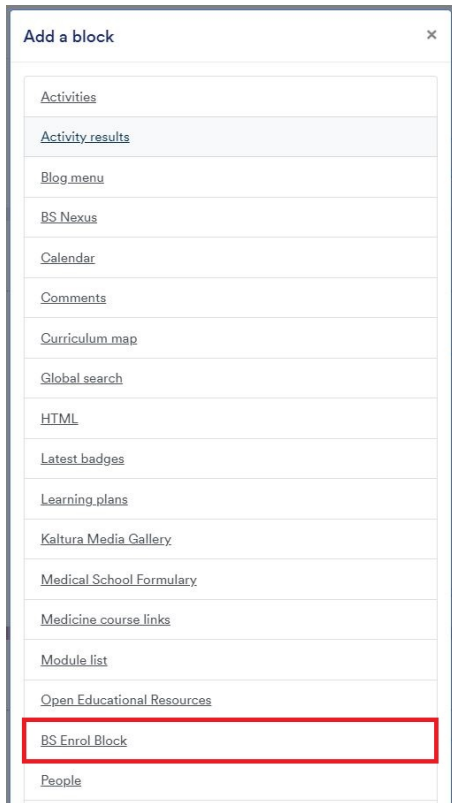 Add a block
×
Activities
Activity results
Blog menu
BS Nexus
Calendar
Comments
Curriculum map
Global search
HTML
Latest badges
Learning plans
Kaltura Media Gallery
Medical School Formulary
Medicine course links
Module list
Open Educational Resources
BS Enrol Block
People